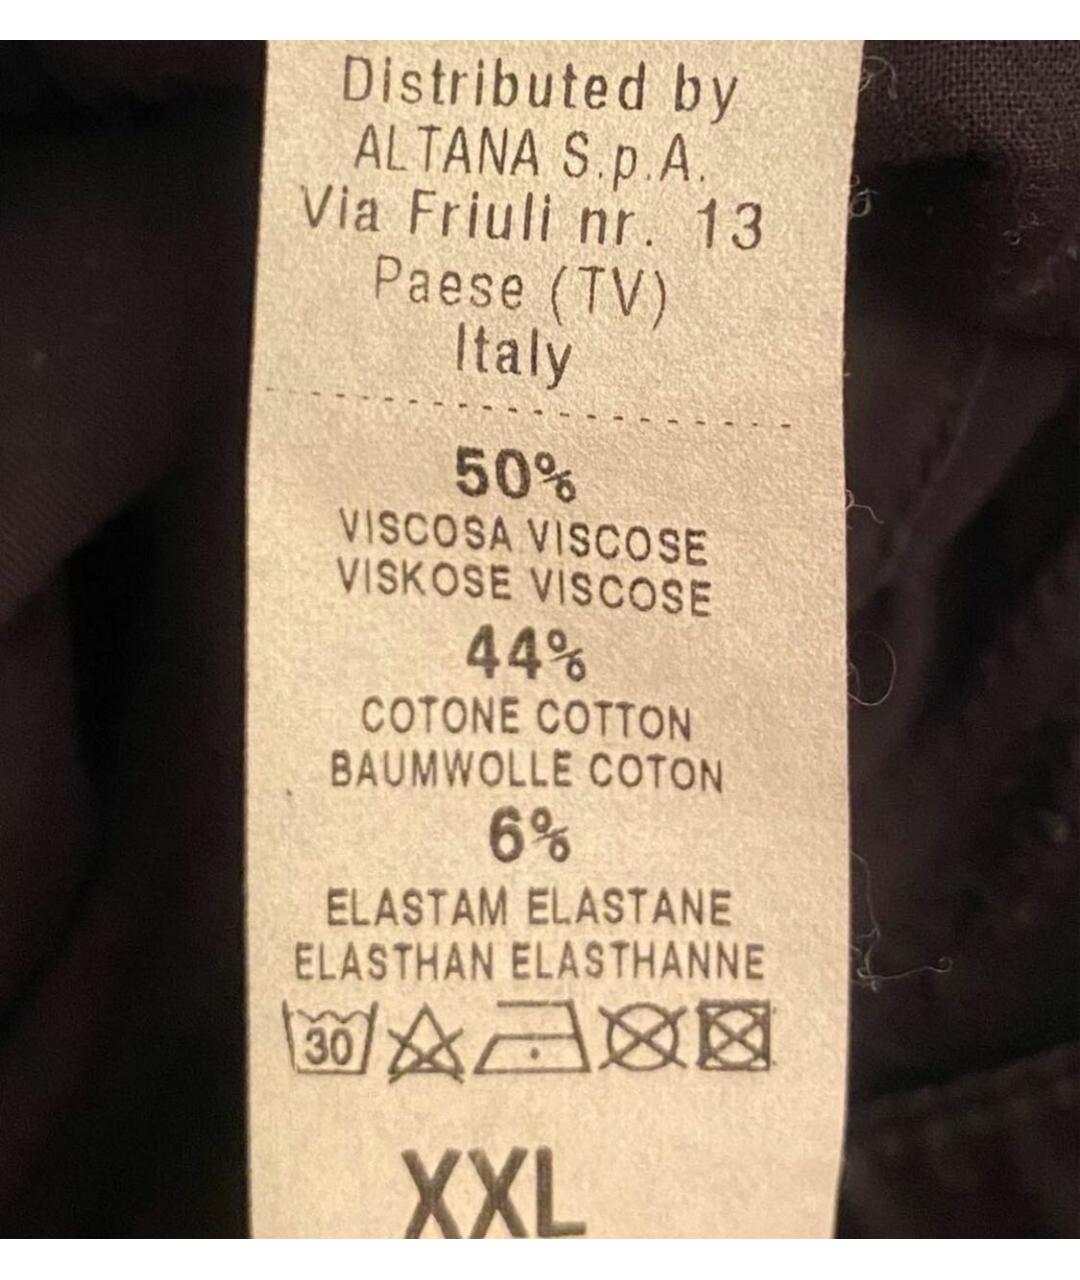 Distributed by
ALTANA S.p.A.
Via Friuli nr. 13
Paese (TV)
Italy
50%
VISCOSA VISCOSE
VISKOSE VISCOSE
44%
COTONE COTTON
BAUMWOLLE COTON
6%
ELASTAM ELASTANE
ELASTHAN ELASTHANNE
30
XXL